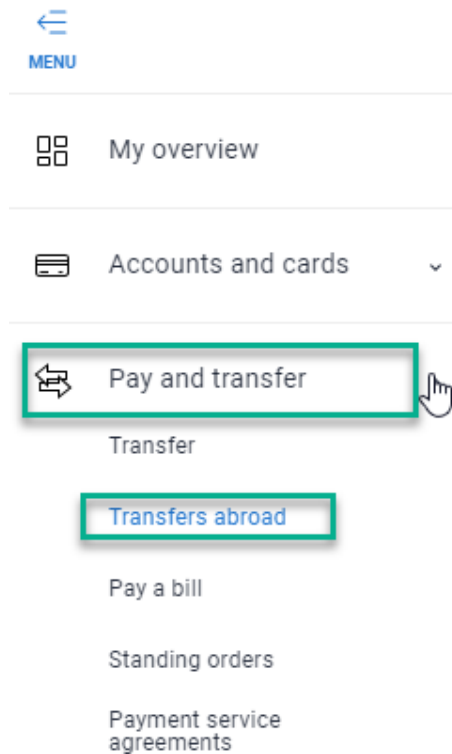 MENU
My overview
Accounts and cards
Pay and transfer
Transfer
Transfers abroad
Pay a bill
Standing orders
Payment service
agreements